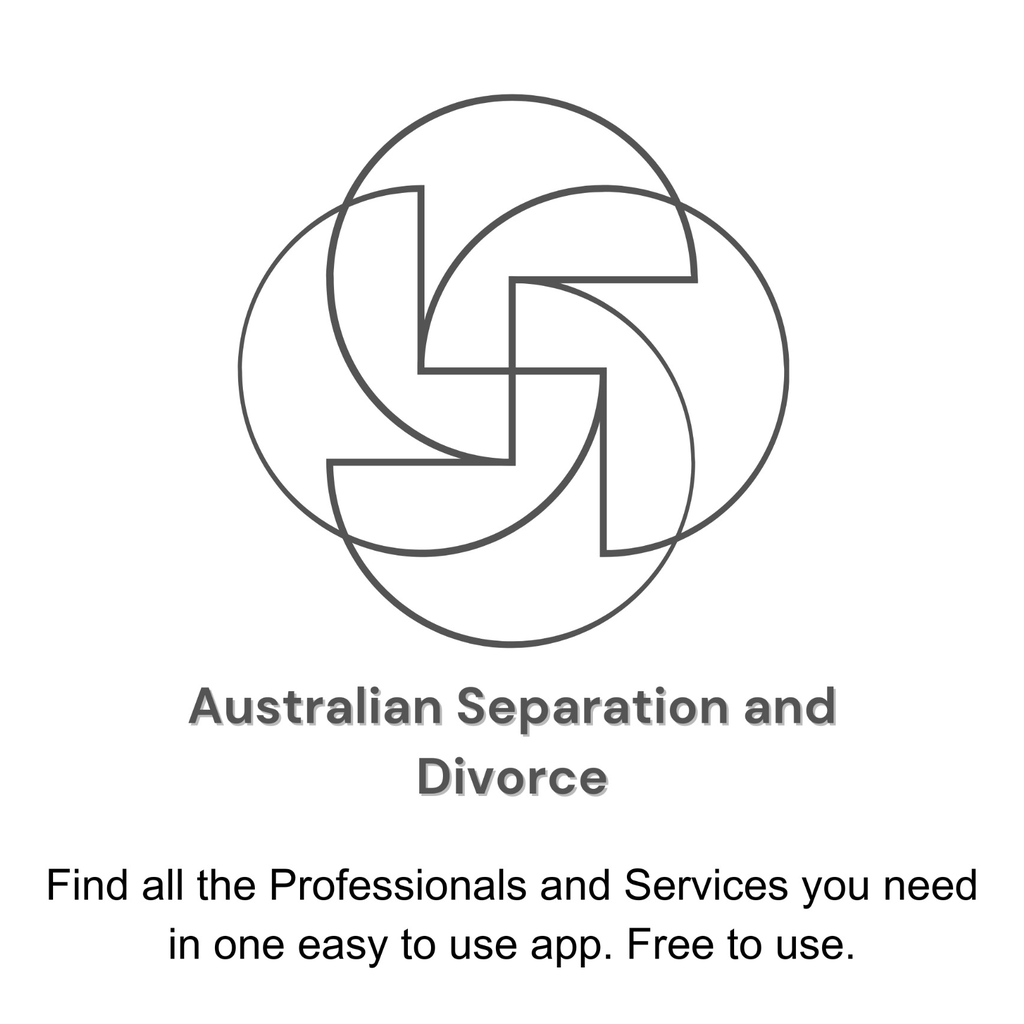 Australian Separation and
Divorce
Find all the Professionals and Services you need
in one easy to use app. Free to use.